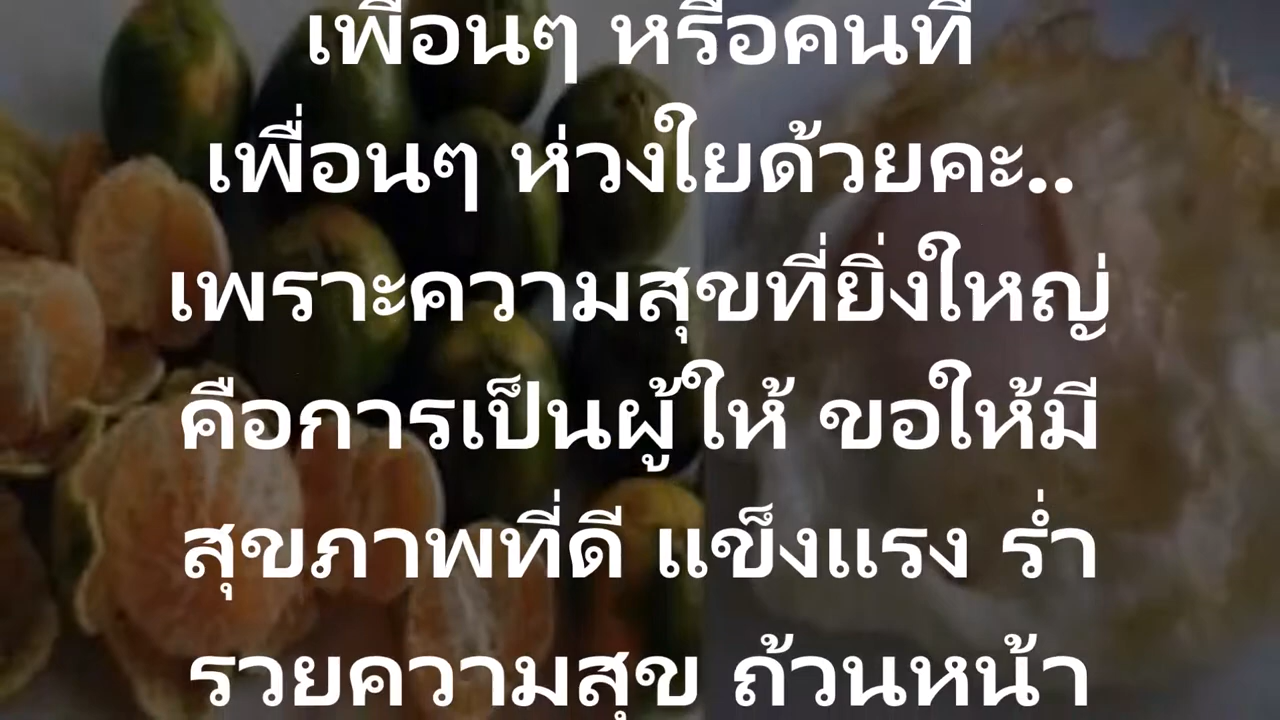 เพื่อนๆ หรือคนที่
เพื่อนๆ ห่วงใยด้วยคะ..
เพราะความสุขที่ยิ่งใหญ่
คือการเป็นผู้ให้ ขอให้มี
สุขภาพที่ดี แข็งแรง ร่ำ
รวยความสุข ถ้วนหน้า